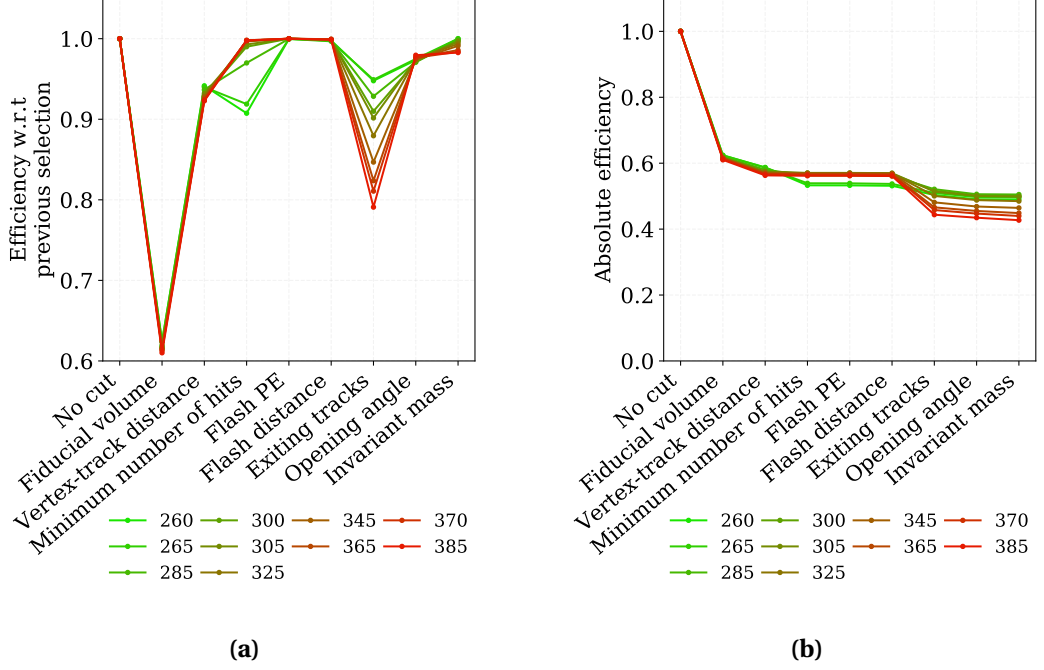 Efficiency w.r.t
previous selection
1.0
0.9
0.8
0.7
0.6
No cut
Fiducial volume
Vertex-track distance
Minimum number of hits
Flash PE
Flash distance
Exiting tracks
Opening angle
Invariant mass
260 300 345 370
265 305 365 385
285 325
(a)
Absolute efficiency
1.0
0.8
0.6
0.4
0.2
0.0
No cut
Fiducial volume
Vertex-track distance
Minimum number of hits
Flash PE
Flash distance
Exiting tracks
Opening angle
Invariant mass
260 300 345 370
265 305 365 385
285 325
(b)